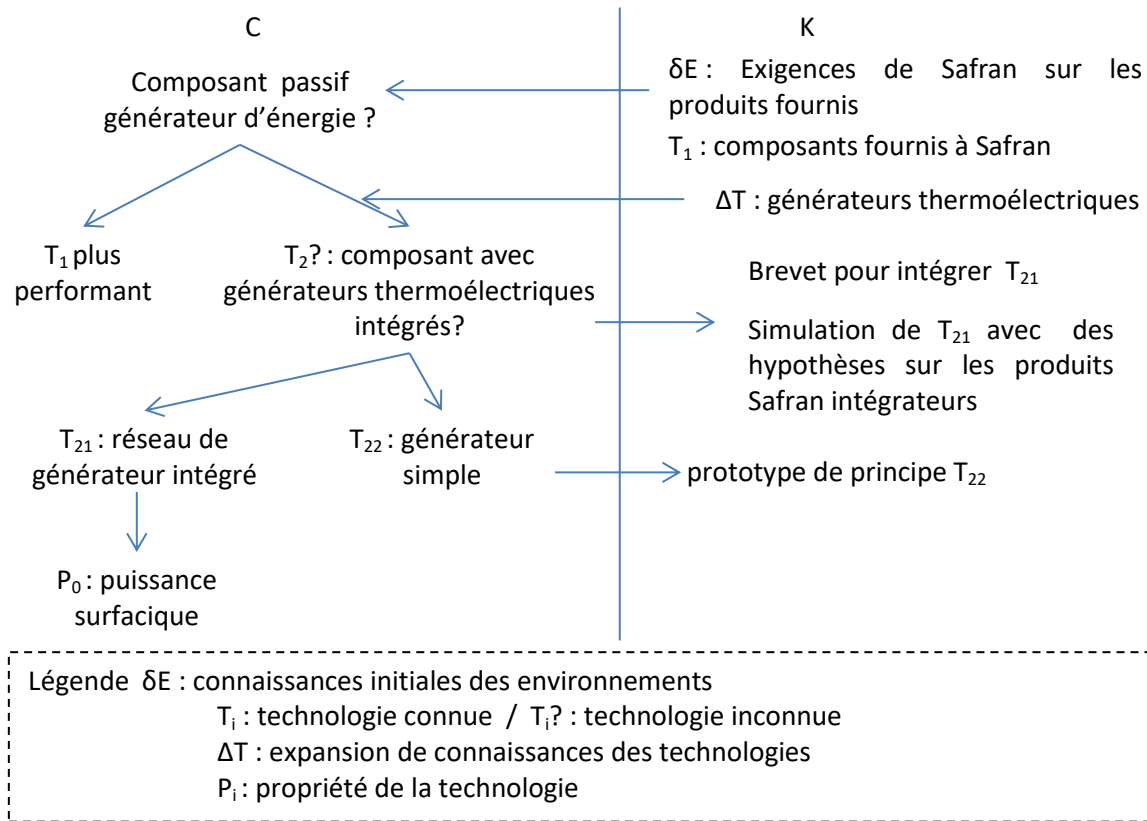 C
K
Composant passif
générateur d'énergie ?
δE : Exigences de Safran sur les
produits fournis
T₁ : composants fournis à Safran
ΔT : générateurs thermoélectriques
T₁ plus
performant
T₂? : composant avec
générateurs thermoélectriques
intégrés?
Brevet pour intégrer T₂₁
Simulation de T₂₁ avec des
hypothèses sur les produits
Safran intégrateurs
T₂₁ : réseau de
générateur intégré
T₂₂ : générateur
simple
prototype de principe T₂₂
P₀ : puissance
surfacique
Légende δE : connaissances initiales des environnements
Tᵢ : technologie connue / Tᵢ? : technologie inconnue
ΔT : expansion de connaissances des technologies
Pᵢ : propriété de la technologie